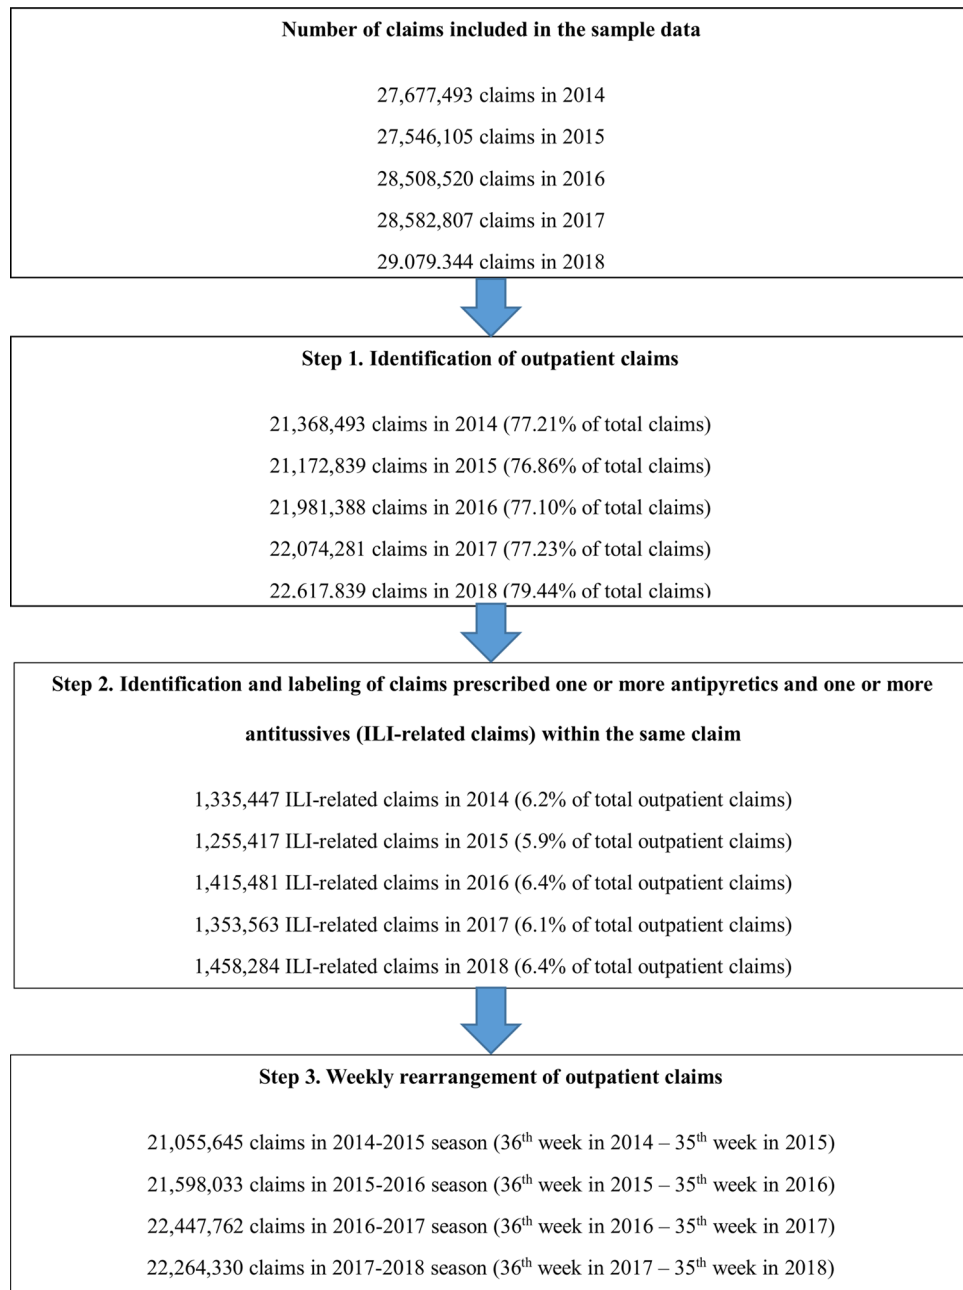 Number of claims included in the sample data
27,677,493 claims in 2014
27,546,105 claims in 2015
28,508,520 claims in 2016
28,582,807 claims in 2017
29,079,344 claims in 2018
Step 1. Identification of outpatient claims
21,368,493 claims in 2014 (77.21% of total claims)
21,172,839 claims in 2015 (76.86% of total claims)
21,981,388 claims in 2016 (77.10% of total claims)
22,074,281 claims in 2017 (77.23% of total claims)
22,617,839 claims in 2018 (79.44% of total claims)
Step 2. Identification and labeling of claims prescribed one or more antipyretics and one or more
antitussives (ILI-related claims) within the same claim
1,335,447 ILI-related claims in 2014 (6.2% of total outpatient claims)
1,255,417 ILI-related claims in 2015 (5.9% of total outpatient claims)
1,415,481 ILI-related claims in 2016 (6.4% of total outpatient claims)
1,353,563 ILI-related claims in 2017 (6.1% of total outpatient claims)
1,458,284 ILI-related claims in 2018 (6.4% of total outpatient claims)
Step 3. Weekly rearrangement of outpatient claims
21,055,645 claims in 2014-2015 season (36th week in 2014 – 35th week in 2015)
21,598,033 claims in 2015-2016 season (36th week in 2015 – 35th week in 2016)
22,447,762 claims in 2016-2017 season (36th week in 2016 – 35th week in 2017)
22,264,330 claims in 2017-2018 season (36th week in 2017 – 35th week in 2018)